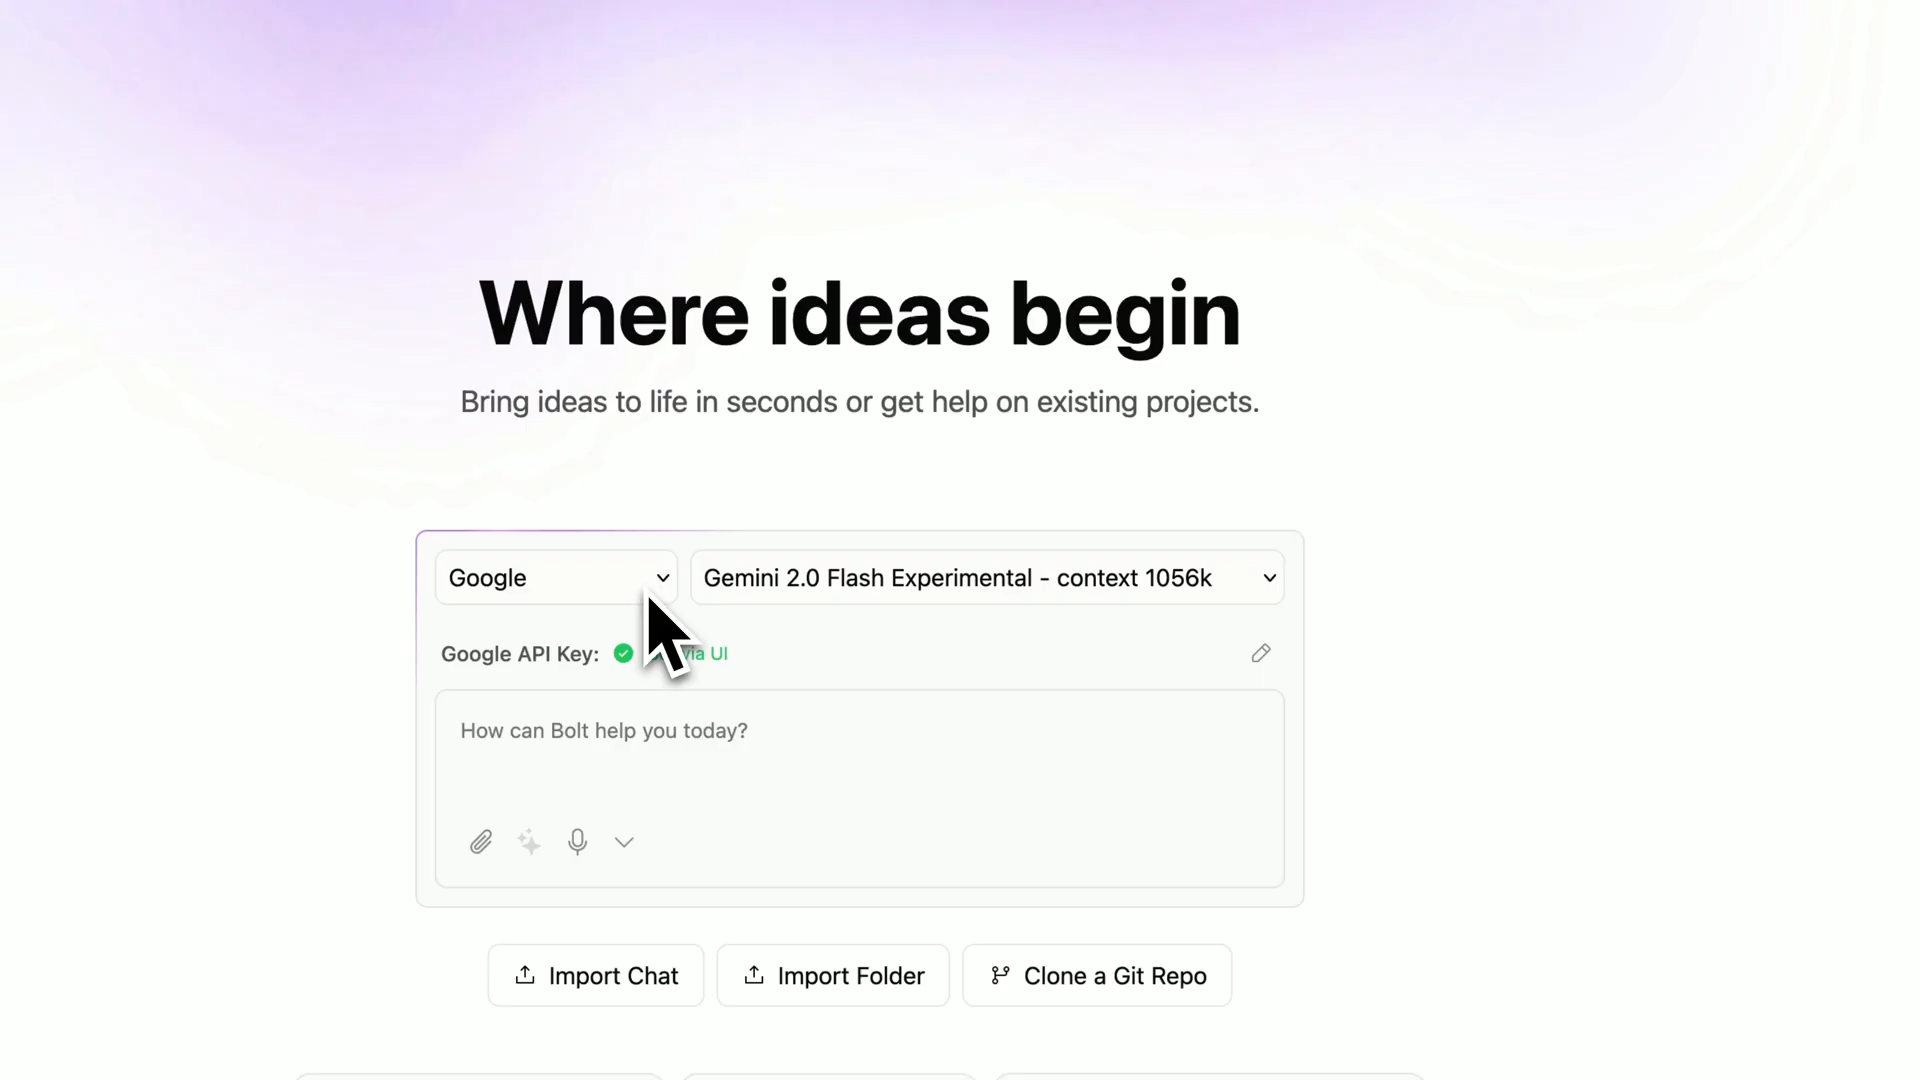 Where ideas begin
Bring ideas to life in seconds or get help on existing projects.
Google
Gemini 2.0 Flash Experimental - context 1056k
Google API Key: via UI
How can Bolt help you today?
Import Chat
Import Folder
Clone a Git Repo